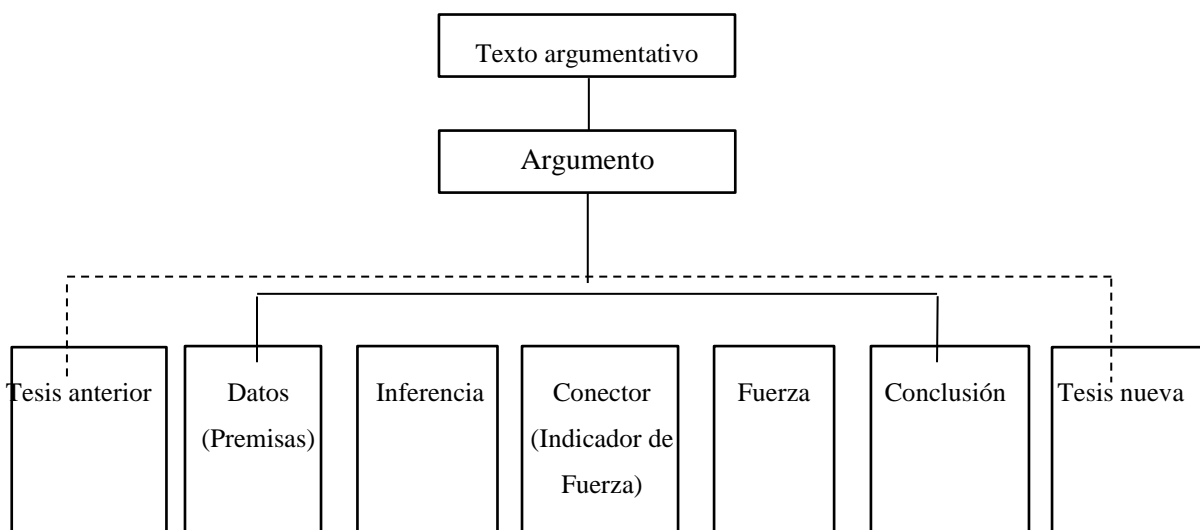 Texto argumentativo
Argumento
Tesis anterior
Datos
(Premisas)
Inferencia
Conector
(Indicador de
Fuerza)
Fuerza
Conclusión
Tesis nueva